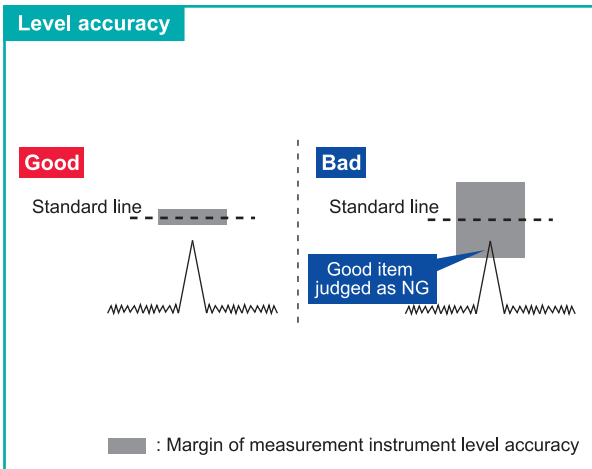 Level accuracy
Good
Bad
Standard line
Standard line
Good item
judged as NG
: Margin of measurement instrument level accuracy